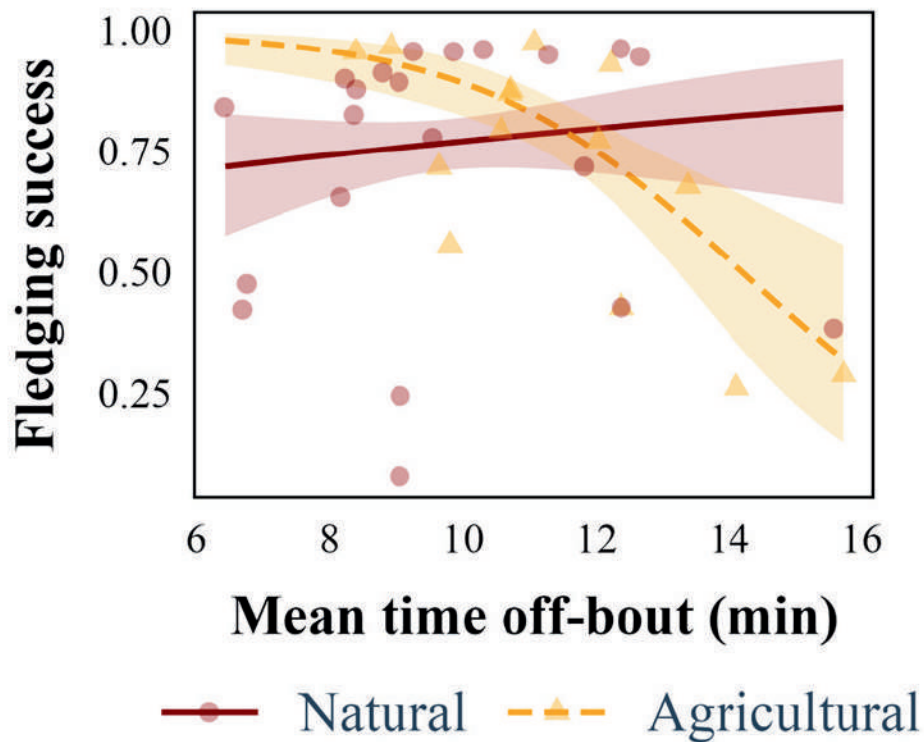 Fledging success
1.00
0.75
0.50
0.25
6 8 10 12 14 16
Mean time off-bout (min)
Natural Agricultural